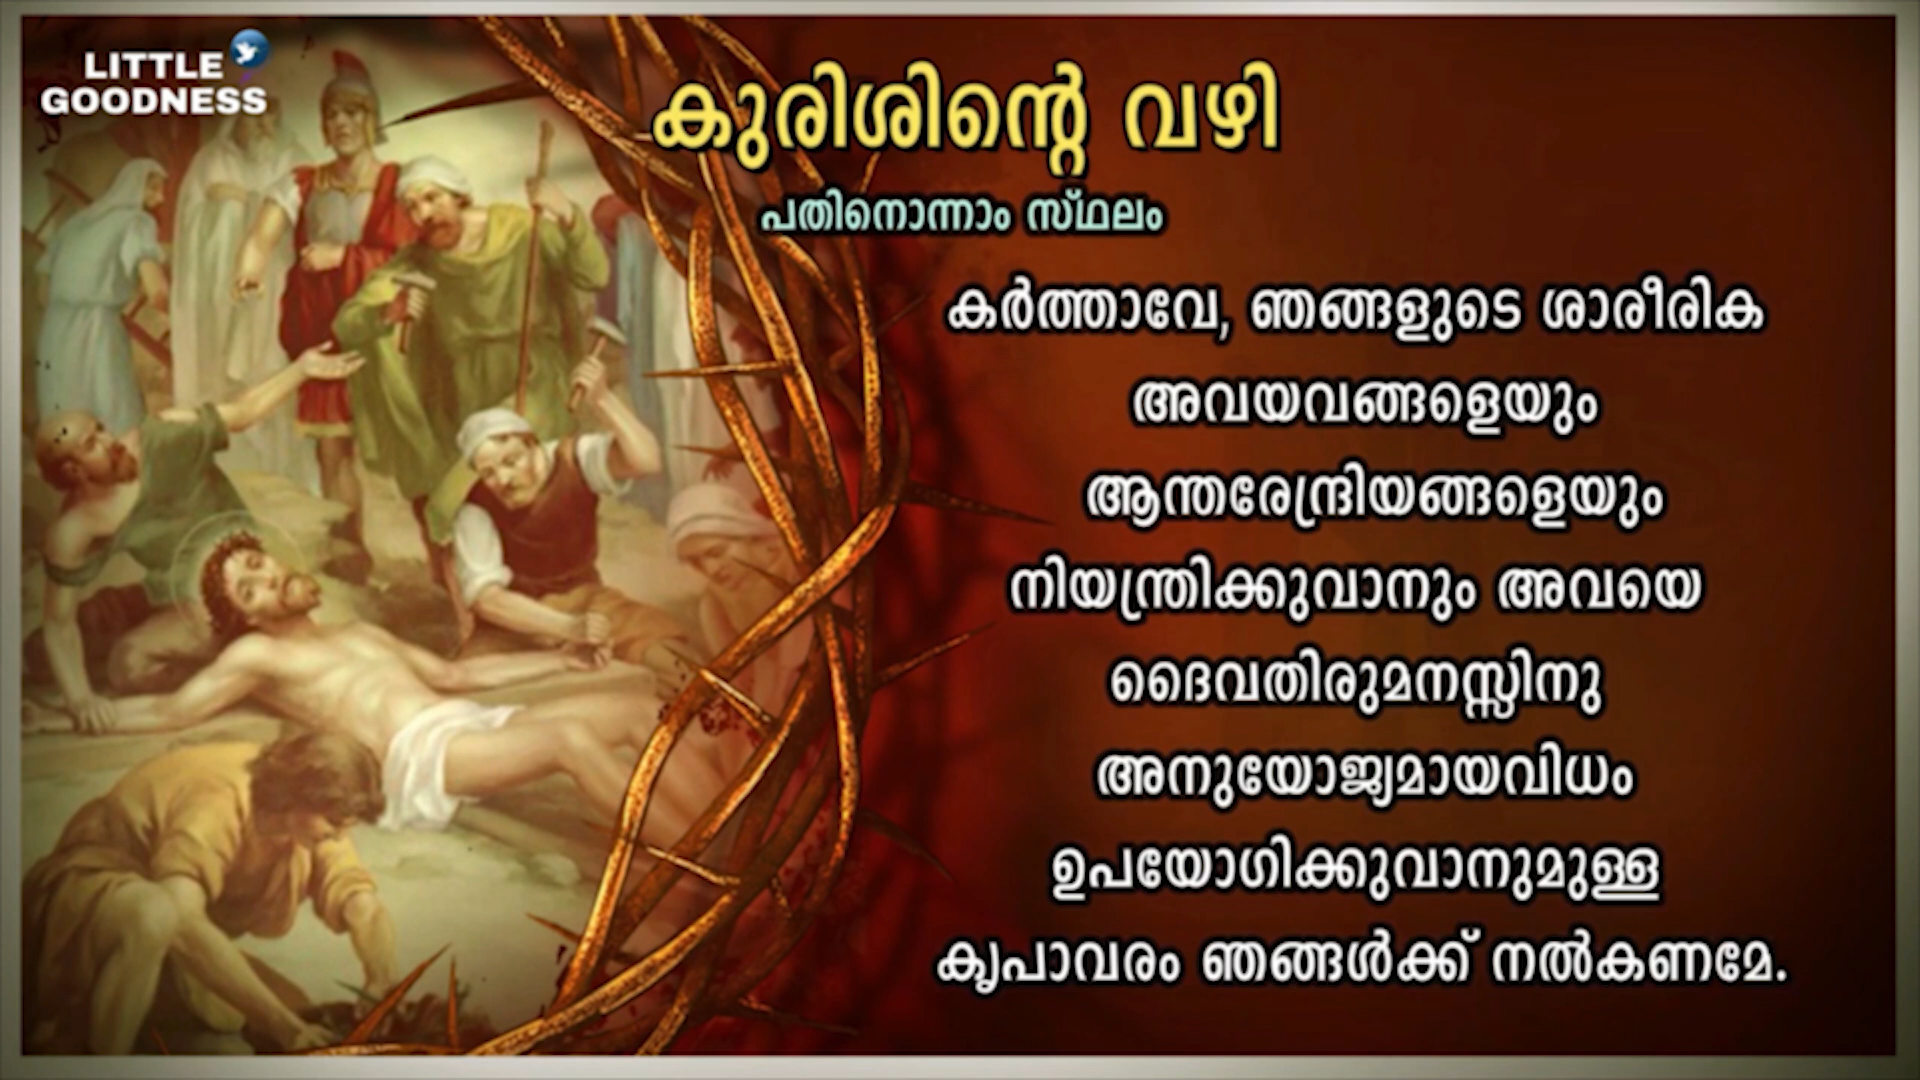 LITTLE
GOODNESS
കുരിശിന്റെ വഴി
പതിനൊന്നാം സ്ഥലം
കർത്താവേ, ഞങ്ങളുടെ ശാരീരിക
അവയവങ്ങളെയും
ആന്തരേന്ദ്രിയങ്ങളെയും
നിയന്ത്രിക്കുവാനും അവയെ
ദൈവതിരുമനസ്സിനു
അനുയോജ്യമായവിധം
ഉപയോഗിക്കുവാനുമുള്ള
കൃപാവരം ഞങ്ങൾക്ക് നൽകണമേ.